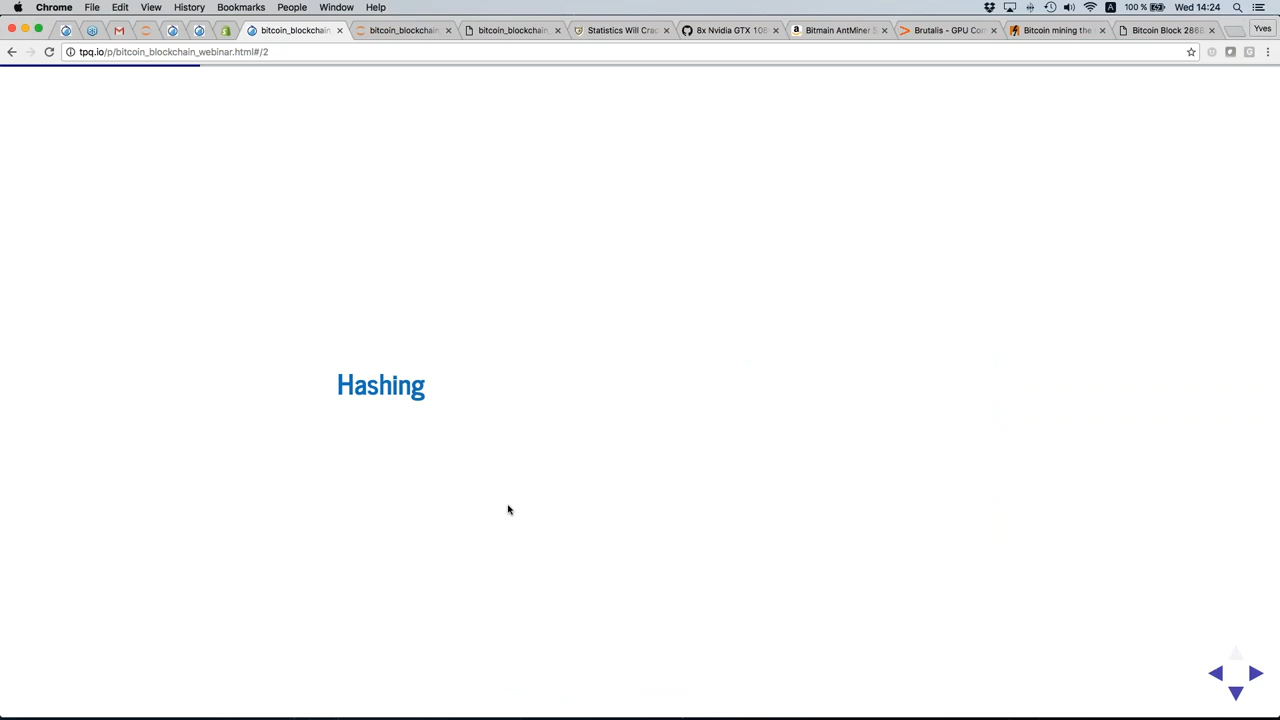 Chrome File Edit View History Bookmarks People Window Help 100 % Wed 14:24
bitcoin_blockchain bitcoin_blockchain bitcoin_blockchain Statistics Will Crac 8x Nvidia GTX 108 Bitmain AntMiner S Brutalis - GPU Com Bitcoin mining the Bitcoin Block 286 Yves
tpq.io/p/bitcoin_blockchain_webinar.html#/2
Hashing